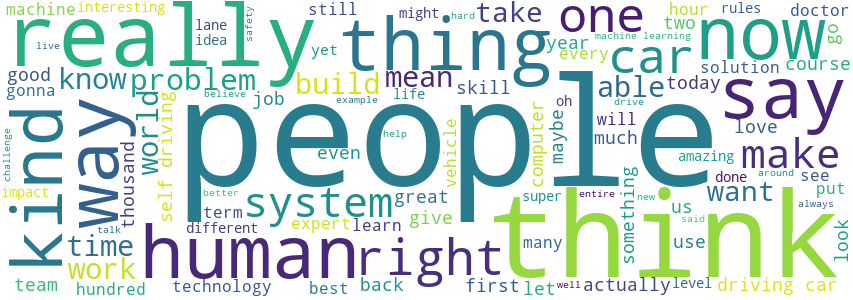 machine
interesting
really
lane
idea
safety
still
yet
might
hard
take
rules
doctor
two
hour
one
now
go
live
thing
machine learning
year
car
solution
course
every
good
gonna
know
problem
build
mean
skill
able
today
say
believe
job
example
life
oh
will
much
love
kind
way
world
self driving
thousand
people
even
help
vehicle
computer
maybe
amazing
make
challenge
impact
better
system
great
super
done
around
see
want
entire
new
always
put
term
different
expert
learn
give
many
something
us
use
said
look
talk
time
human
right
think
work
team
hundred
technology
best
back
first
let
well
actually
level
driving car
drive